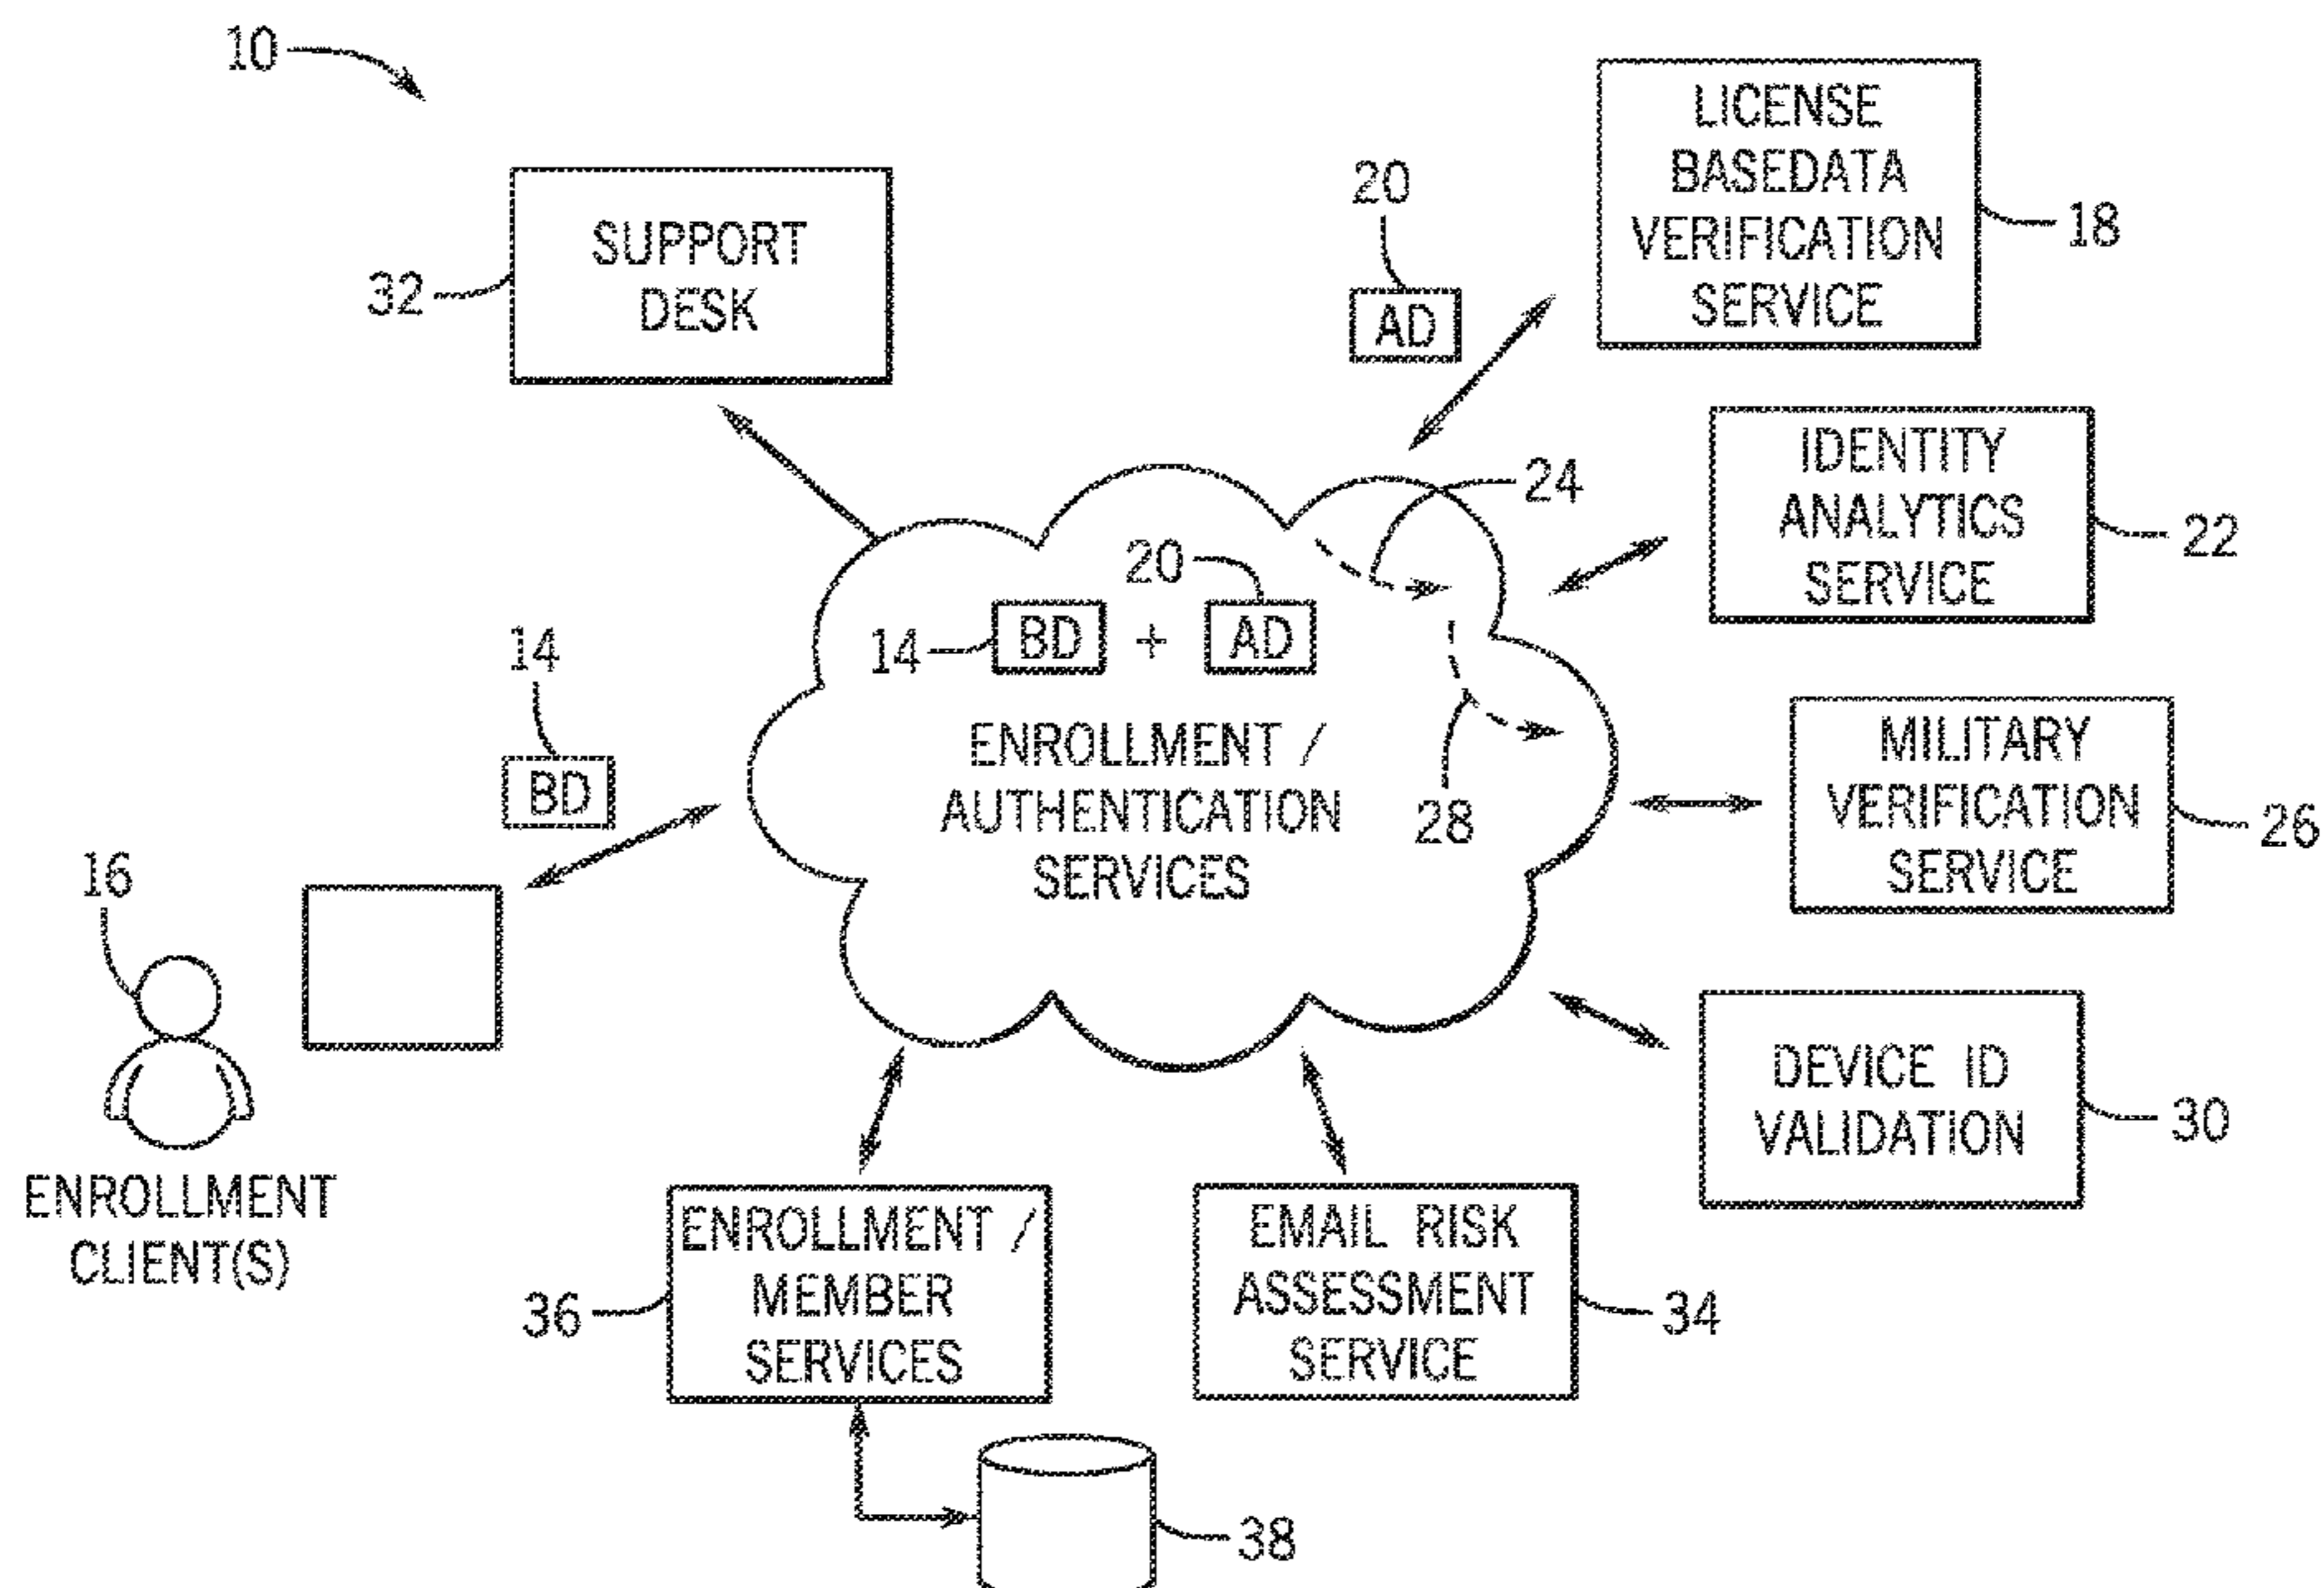 10
LICENSE
BASEDATA
VERIFICATION
SERVICE
18
20
AD
SUPPORT
DESK
32
IDENTITY
ANALYTICS
SERVICE
22
24
20
14
BD + AD
ENROLLMENT /
AUTHENTICATION
SERVICES
28
14
BD
MILITARY
VERIFICATION
SERVICE
26
16
ENROLLMENT
CLIENT(S)
DEVICE ID
VALIDATION
30
ENROLLMENT /
MEMBER
SERVICES
36
EMAIL RISK
ASSESSMENT
SERVICE
34
38